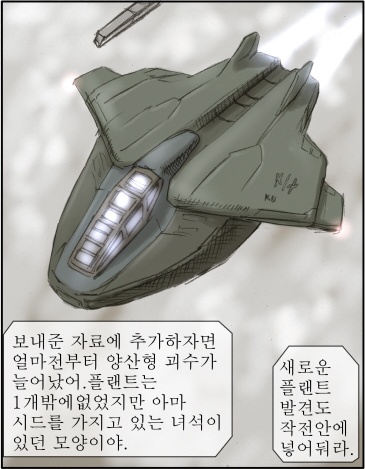 보내준 자료에 추가하자면
얼마전부터 양산형 괴수가
늘어났어.플랜트는
1개밖에없었지만 아마
시드를 가지고 있는 녀석이
있던 모양이야.
새로운
플랜트
발견도
작전안에
넣어둬라.